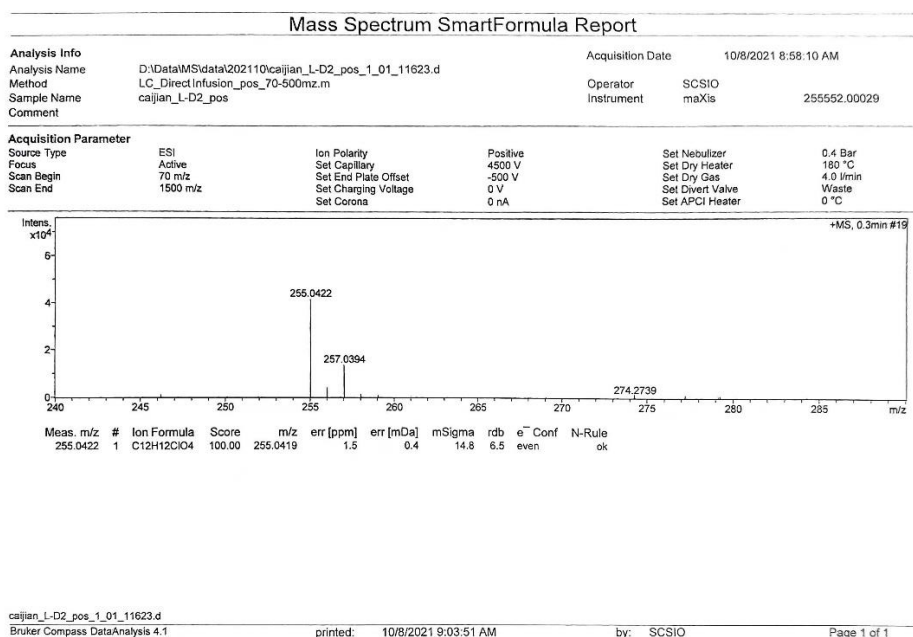 Mass Spectrum SmartFormula Report
Analysis Info
Acquisition Date 10/8/2021 8:58:10 AM
Analysis Name D:\Data\MS\data\202110\caijian_L-D2_pos_1_01_11623.d
Method LC_Direct Infusion_pos_70-500mz.m
Operator SCSIO
Sample Name caijian_L-D2_pos
Instrument maXis 255552.00029
Comment
Acquisition Parameter
Source Type ESI Ion Polarity Positive Set Nebulizer 0.4 Bar
Focus Active Set Capillary 4500 V Set Dry Heater 180 °C
Scan Begin 70 m/z Set End Plate Offset -500 V Set Dry Gas 4.0 l/min
Scan End 1500 m/z Set Charging Voltage 0 V Set Divert Valve Waste
Set Corona 0 nA Set APCI Heater 0 °C
Intens.
x10⁴
+MS, 0.3min #19
6
4
2
0
255.0422
257.0394
274.2739
240 245 250 255 260 265 270 275 280 285 m/z
Meas. m/z # Ion Formula Score m/z err [ppm] err [mDa] mSigma rdb e⁻ Conf N-Rule
255.0422 1 C12H12ClO4 100.00 255.0419 1.5 0.4 14.8 6.5 even ok
caijian_L-D2_pos_1_01_11623.d
Bruker Compass DataAnalysis 4.1 printed: 10/8/2021 9:03:51 AM by: SCSIO Page 1 of 1